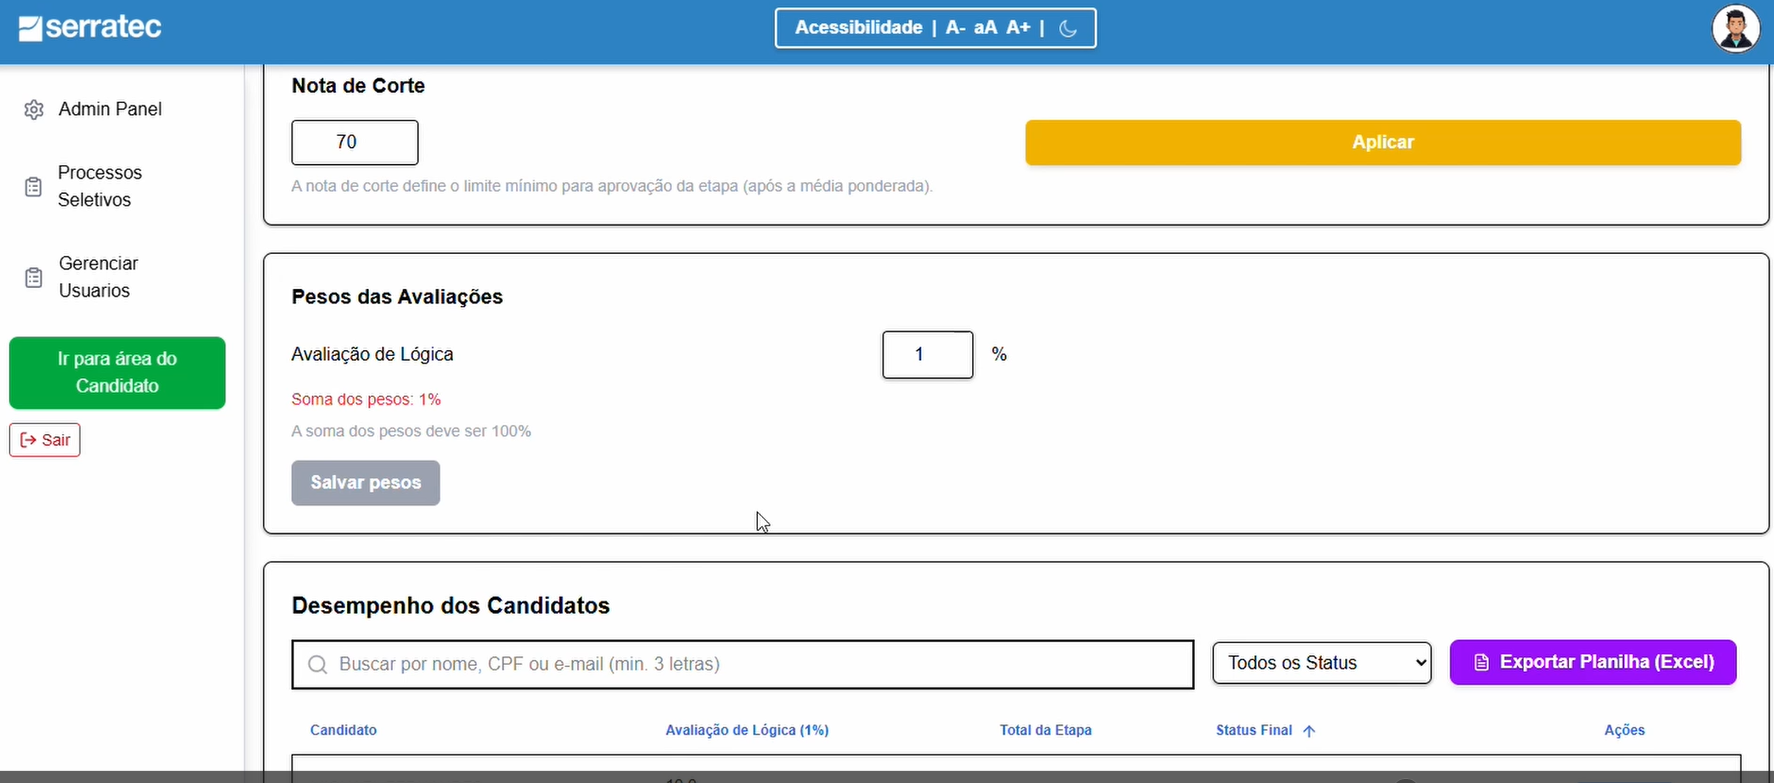 serratec
Acessibilidade | A- aA A+ |
Admin Panel
Processos
Seletivos
Gerenciar
Usuarios
Ir para área do
Candidato
Sair
Nota de Corte
70
Aplicar
A nota de corte define o limite mínimo para aprovação da etapa (após a média ponderada).
Pesos das Avaliações
Avaliação de Lógica 1 %
Soma dos pesos: 1%
A soma dos pesos deve ser 100%
Salvar pesos
Desempenho dos Candidatos
Buscar por nome, CPF ou e-mail (min. 3 letras)
Todos os Status
Exportar Planilha (Excel)
Candidato Avaliação de Lógica (1%) Total da Etapa Status Final Ações